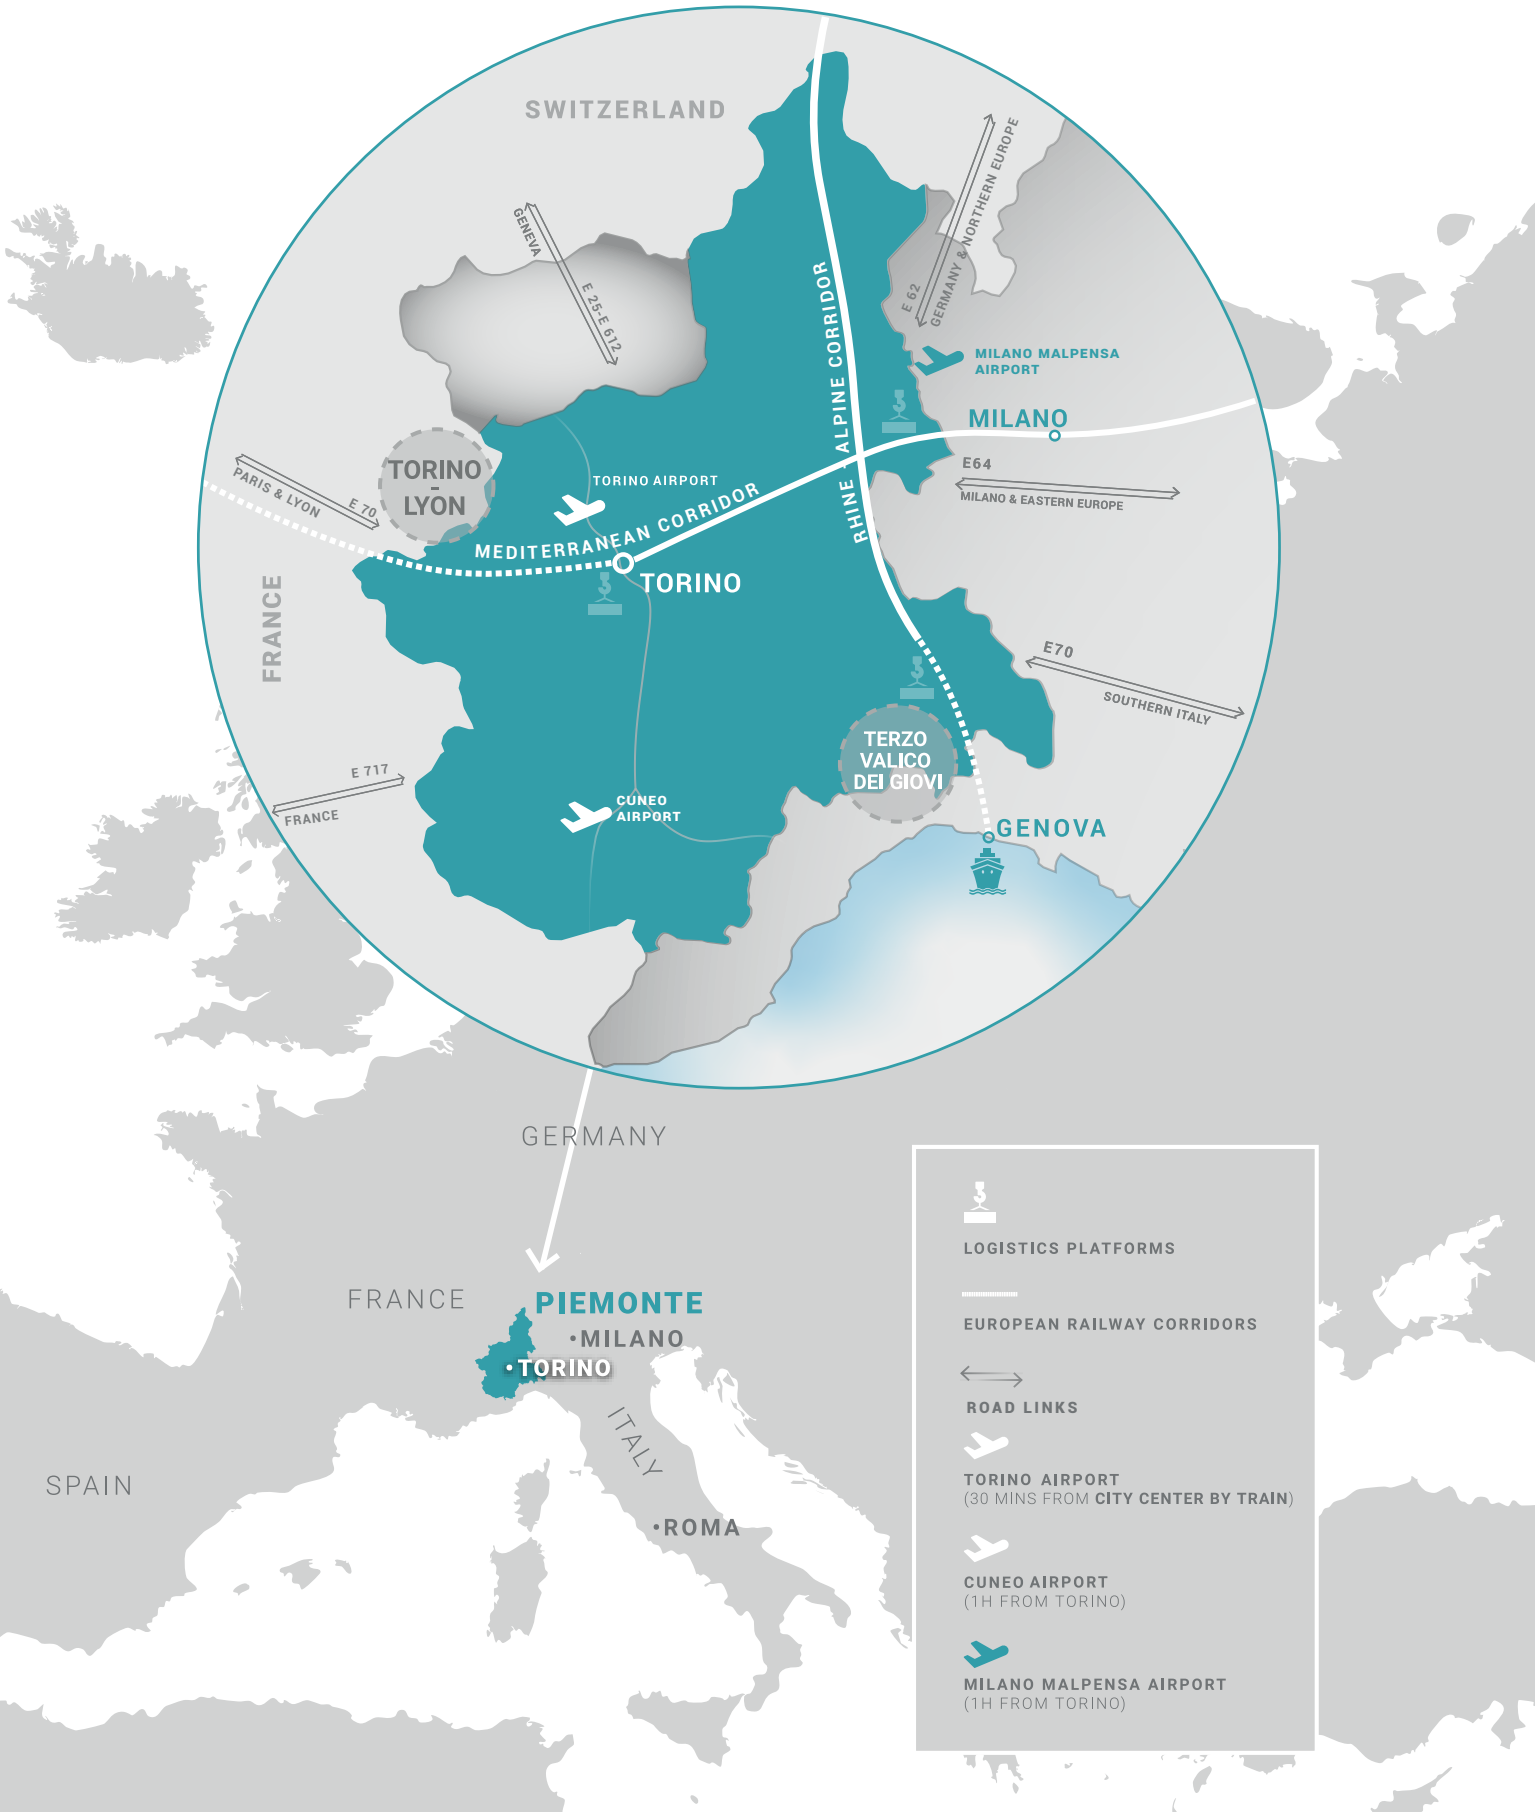 SWITZERLAND
GENEVA
E 25-E 612
E 62
GERMANY & NORTHERN EUROPE
MILANO MALPENSA
AIRPORT
MILANO
E64
MILANO & EASTERN EUROPE
RHINE - ALPINE CORRIDOR
TORINO
-
LYON
PARIS & LYON
E 70
TORINO AIRPORT
MEDITERRANEAN CORRIDOR
TORINO
FRANCE
E70
SOUTHERN ITALY
TERZO
VALICO
DEI GIOVI
E 717
FRANCE
CUNEO
AIRPORT
GENOVA
GERMANY
FRANCE
PIEMONTE
•MILANO
•TORINO
ITALY
SPAIN
•ROMA
LOGISTICS PLATFORMS
EUROPEAN RAILWAY CORRIDORS
ROAD LINKS
TORINO AIRPORT
(30 MINS FROM CITY CENTER BY TRAIN)
CUNEO AIRPORT
(1H FROM TORINO)
MILANO MALPENSA AIRPORT
(1H FROM TORINO)